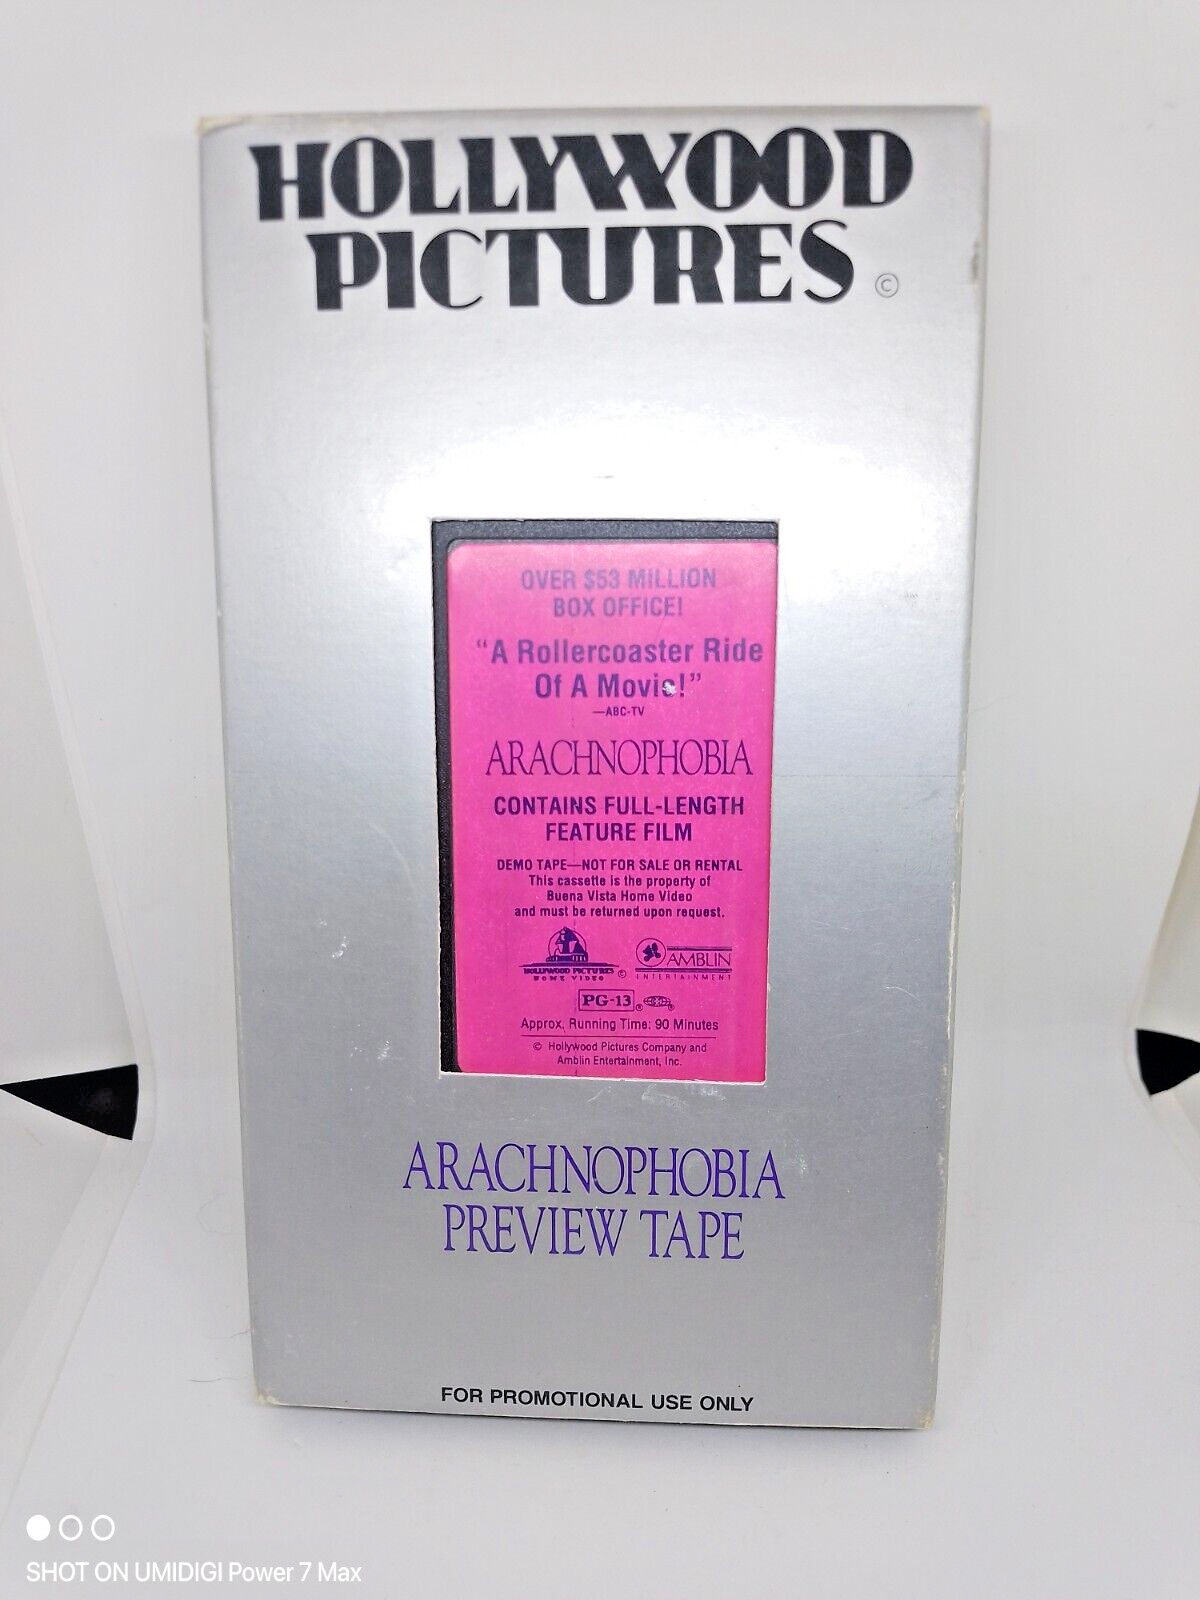 HOLLYWOOD
PICTURES ©
OVER $53 MILLION
BOX OFFICE!
“A Rollercoaster Ride
Of A Movie!”
—ABC-TV
ARACHNOPHOBIA
CONTAINS FULL-LENGTH
FEATURE FILM
DEMO TAPE—NOT FOR SALE OR RENTAL
This cassette is the property of
Buena Vista Home Video
and must be returned upon request.
HOLLYWOOD PICTURES ©
HOME VIDEO
AMBLIN
ENTERTAINMENT
PG-13 ® ®
Approx. Running Time: 90 Minutes
© Hollywood Pictures Company and
Amblin Entertainment, Inc.
ARACHNOPHOBIA
PREVIEW TAPE
FOR PROMOTIONAL USE ONLY
SHOT ON UMIDIGI Power 7 Max